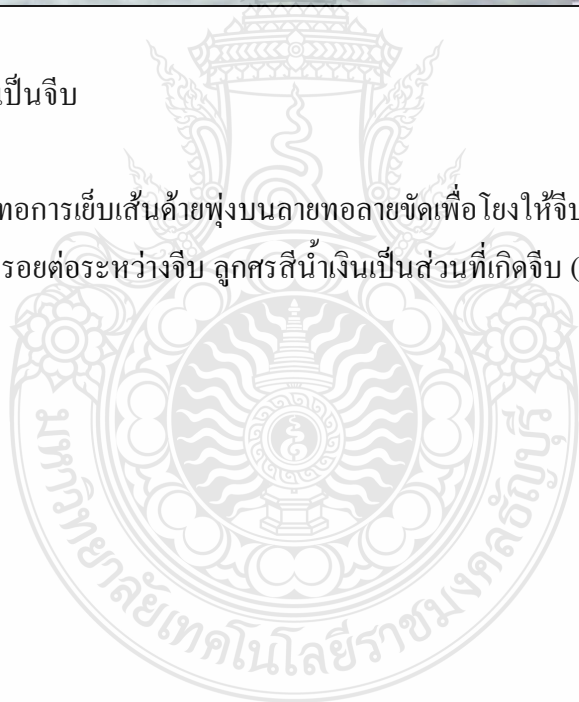 เป็นจีบ
ทอการเย็บเส้นด้ายพุ่งบนลายทอลายขัดเพื่อโยงให้จีบ
รอยต่อระหว่างจีบ ลูกศรสีน้ำเงินเป็นส่วนที่เกิดจีบ (
มหาวิทยาลัยเทคโนโลยีราชมงคลธัญบุรี